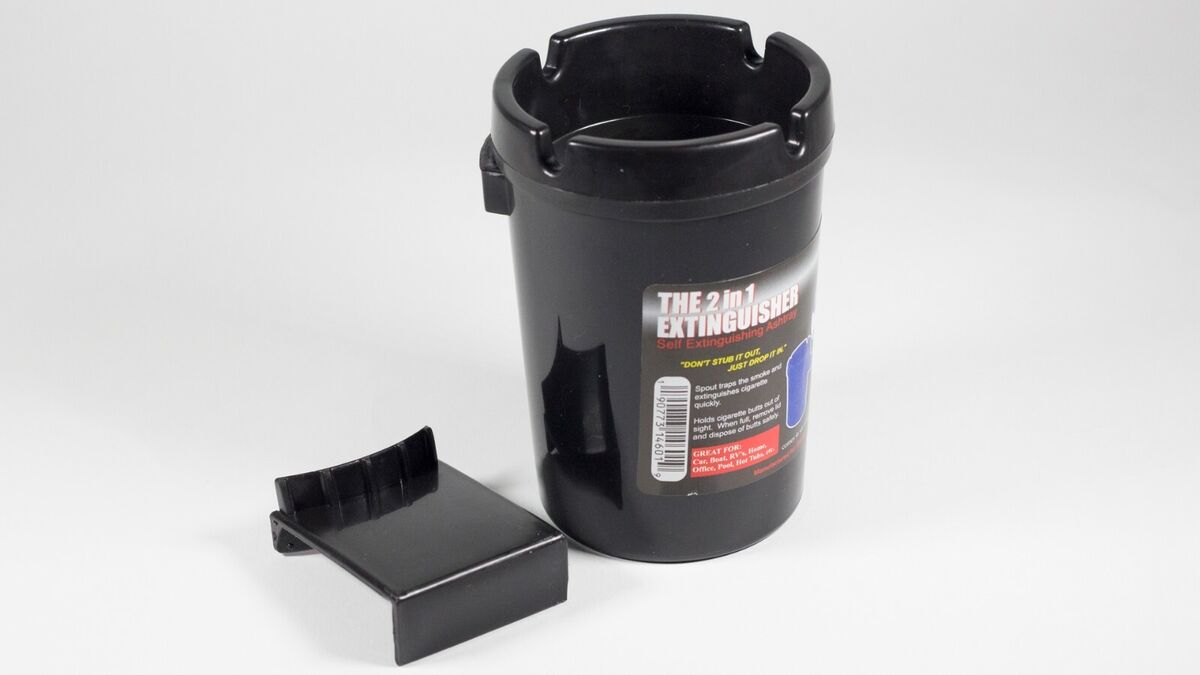 THE 2 in 1
EXTINGUISHER
Self Extinguishing Ashtray
"DON'T STUB IT OUT,
JUST DROP IT IN."
Spout traps the smoke and
extinguishes cigarette
quickly.
Holds cigarette butts out of
sight. When full, remove lid
and dispose of butts safely.
GREAT FOR:
Car, Boat, RV's, Home,
Office, Pool, Hot Tubs, etc.
1 90773 14601 9